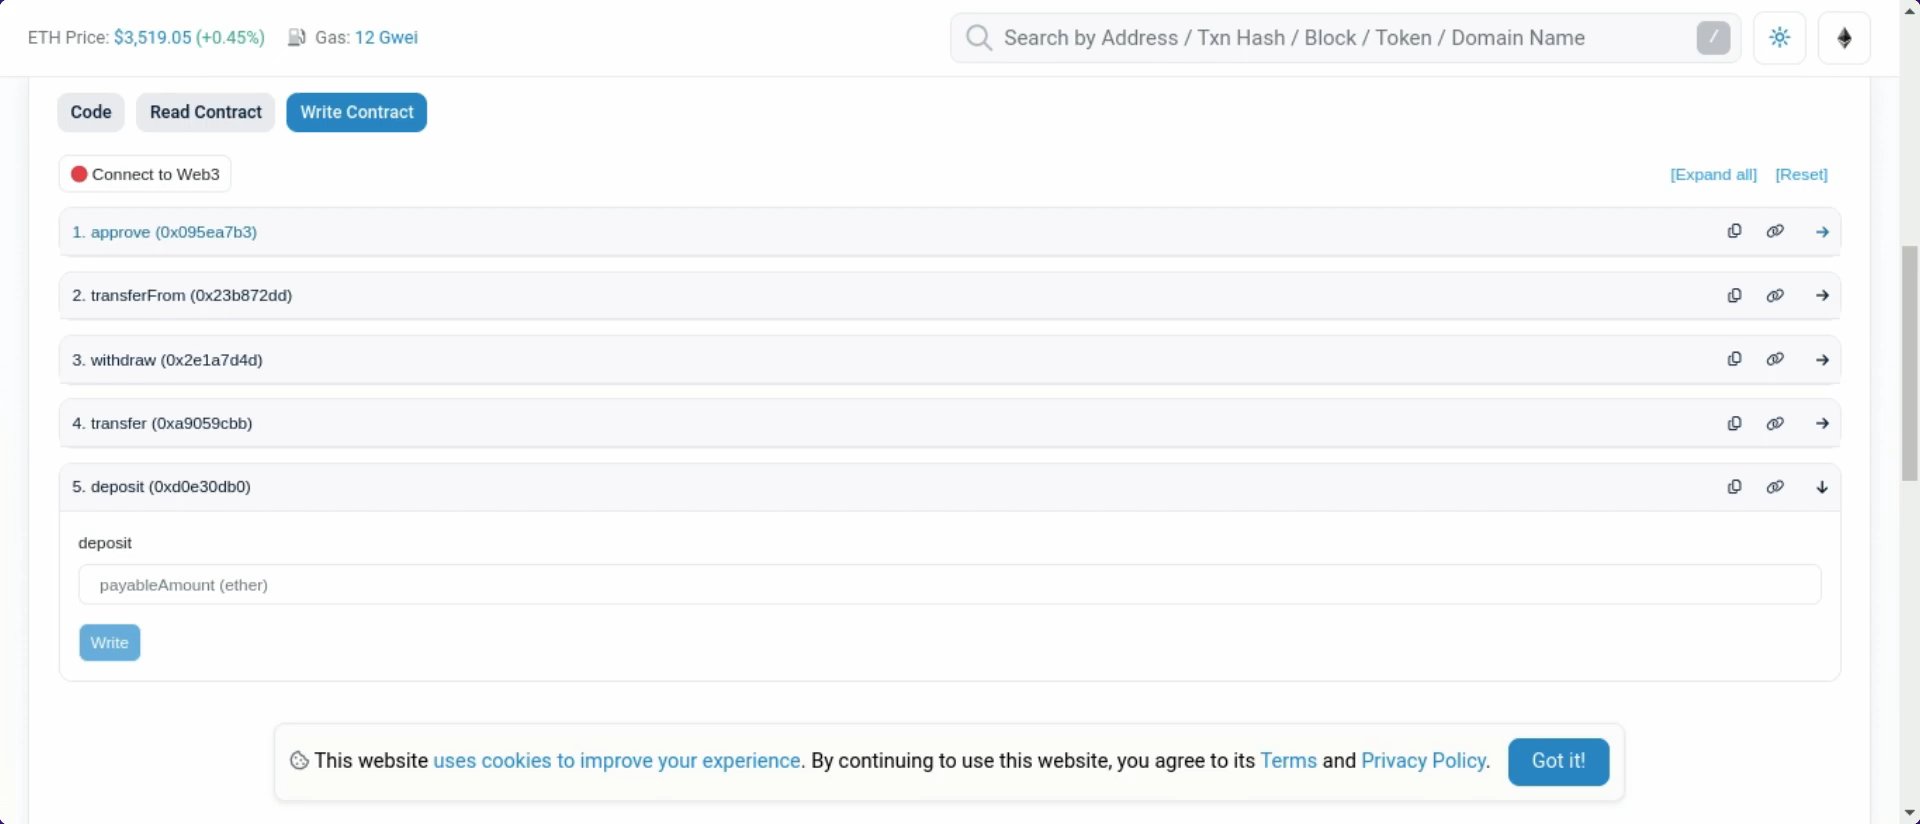 ETH Price: $3,519.05 (+0.45%) Gas: 12 Gwei
Search by Address / Txn Hash / Block / Token / Domain Name /
Code Read Contract Write Contract
Connect to Web3 [Expand all] [Reset]
1. approve (0x095ea7b3)
2. transferFrom (0x23b872dd)
3. withdraw (0x2e1a7d4d)
4. transfer (0xa9059cbb)
5. deposit (0xd0e30db0)
deposit
payableAmount (ether)
Write
This website uses cookies to improve your experience. By continuing to use this website, you agree to its Terms and Privacy Policy. Got it!